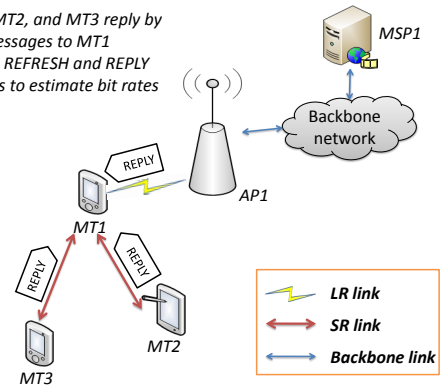 MT2, and MT3 reply by
essages to MT1
REFRESH and REPLY
s to estimate bit rates
MSP1
Backbone
network
REPLY
AP1
MT1
REPLY
REPLY
MT2
MT3
LR link
SR link
Backbone link